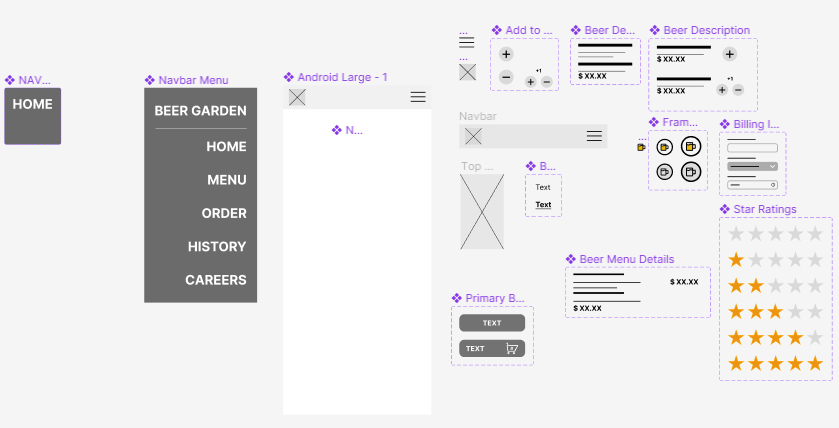 NAV...
HOME
Navbar Menu
BEER GARDEN
HOME
MENU
ORDER
HISTORY
CAREERS
Android Large - 1
N...
...
...
Add to ...
+1
Beer De...
$ XX.XX
Beer Description
$ XX.XX
+1
$ XX.XX
Navbar
Top ...
B...
Text
Text
...
Fram...
Billing I...
Star Ratings
Beer Menu Details
$ XX.XX
$ XX.XX
Primary B...
TEXT
TEXT